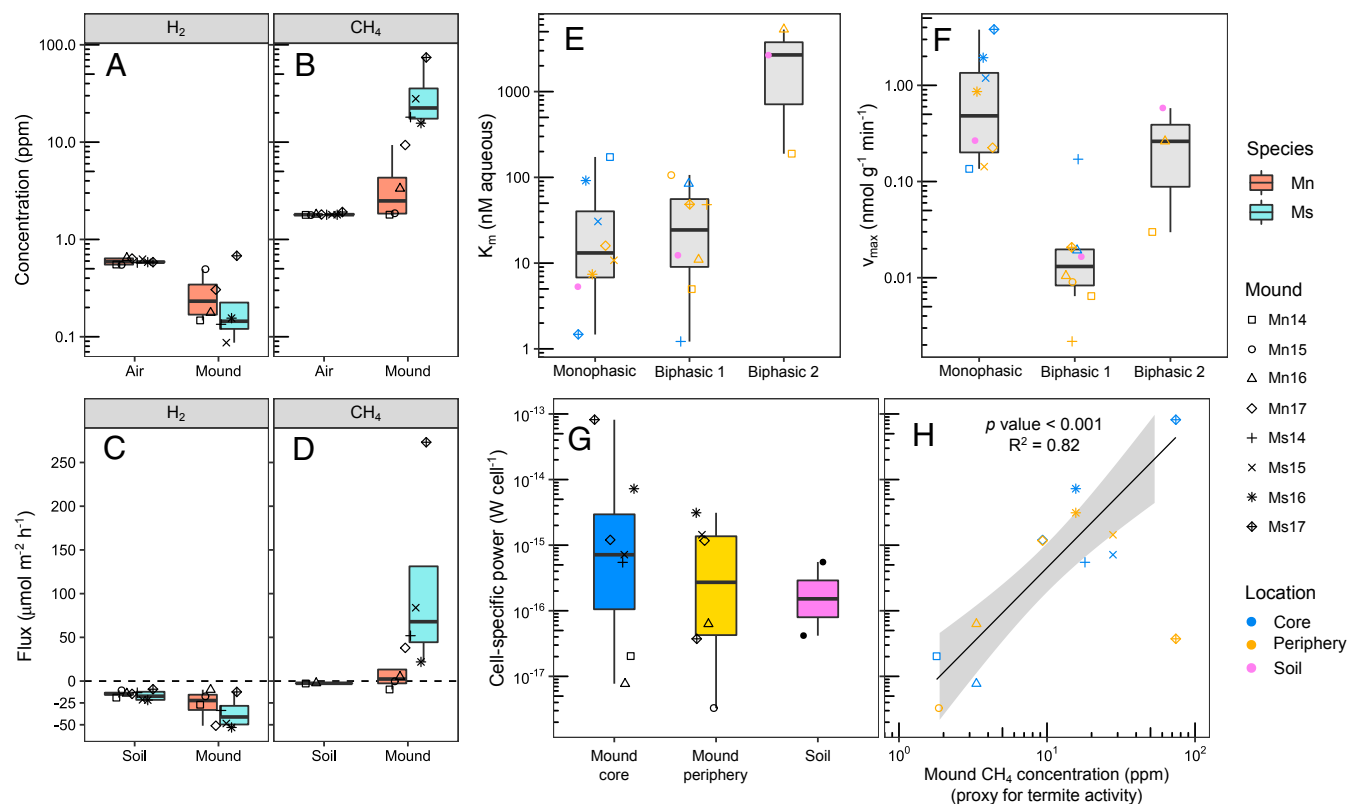 H₂ CH₄
A B
Concentration (ppm)
100.0
10.0
1.0
0.1
Air Mound Air Mound
E
Kₘ (nM aqueous)
1000
100
10
1
Monophasic Biphasic 1 Biphasic 2
F
vₘₐₓ (nmol g⁻¹ min⁻¹)
1.00
0.10
0.01
Monophasic Biphasic 1 Biphasic 2
H₂ CH₄
C D
Flux (μmol m⁻² h⁻¹)
250
200
150
100
50
0
-25
-50
Soil Mound Soil Mound
G
Cell-specific power (W cell⁻¹)
10⁻¹³
10⁻¹⁴
10⁻¹⁵
10⁻¹⁶
10⁻¹⁷
Mound core
Mound periphery
Soil
H
p value < 0.001
R² = 0.82
10⁰ 10¹ 10²
Mound CH₄ concentration (ppm)
(proxy for termite activity)
Species
Mn
Ms
Mound
Mn14
Mn15
Mn16
Mn17
Ms14
Ms15
Ms16
Ms17
Location
Core
Periphery
Soil